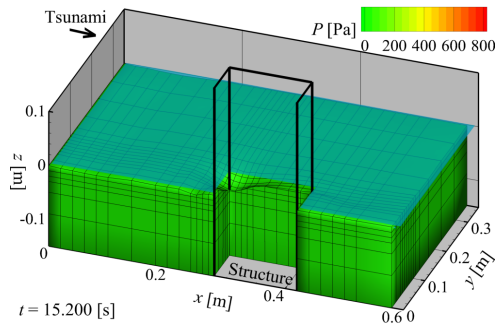 Tsunami
P [Pa]
0 200 400 600 800
0.1
0
-0.1
z [m]
0
0.2
0.4
0.6
x [m]
Structure
0
0.1
0.2
0.3
y [m]
t = 15.200 [s]